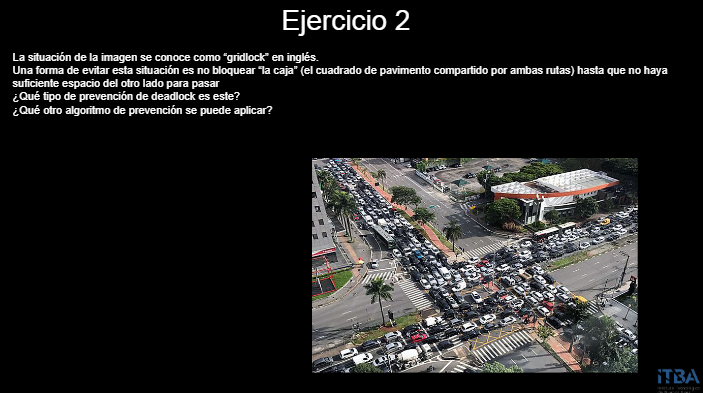 Ejercicio 2
La situación de la imagen se conoce como “gridlock” en inglés.
Una forma de evitar esta situación es no bloquear “la caja” (el cuadrado de pavimento compartido por ambas rutas) hasta que no haya
suficiente espacio del otro lado para pasar
¿Qué tipo de prevención de deadlock es este?
¿Qué otro algoritmo de prevención se puede aplicar?
ITBA